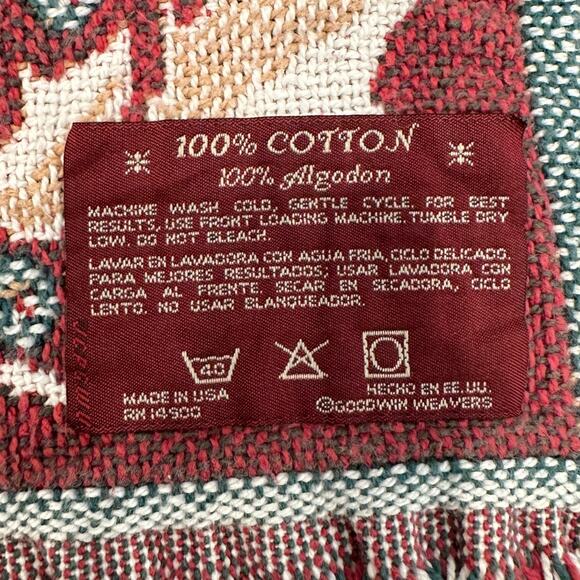 100% COTTON
100% Algodon
MACHINE WASH COLD, GENTLE CYCLE. FOR BEST
RESULTS, USE FRONT LOADING MACHINE. TUMBLE DRY
LOW. DO NOT BLEACH.
LAVAR EN LAVADORA CON AGUA FRIA, CICLO DELICADO.
PARA MEJORES RESULTADOS, USAR LAVADORA CON
CARGA AL FRENTE. SECAR EN SECADORA, CICLO
LENTO. NO USAR BLANQUEADOR.
40
MADE IN USA
RN 14900
HECHO EN EE.UU.
©GOODWIN WEAVERS